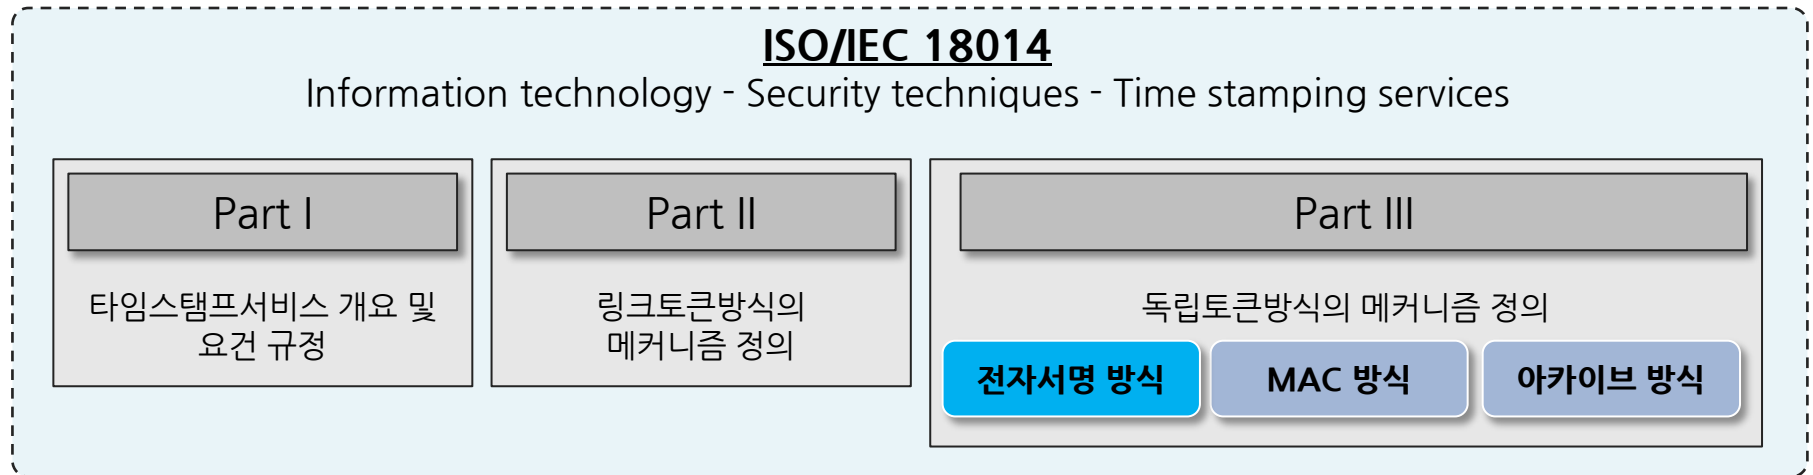 ISO/IEC 18014
Information technology - Security techniques - Time stamping services
Part I
타임스탬프서비스 개요 및
요건 규정
Part II
링크토큰방식의
메커니즘 정의
Part III
독립토큰방식의 메커니즘 정의
전자서명 방식
MAC 방식
아카이브 방식